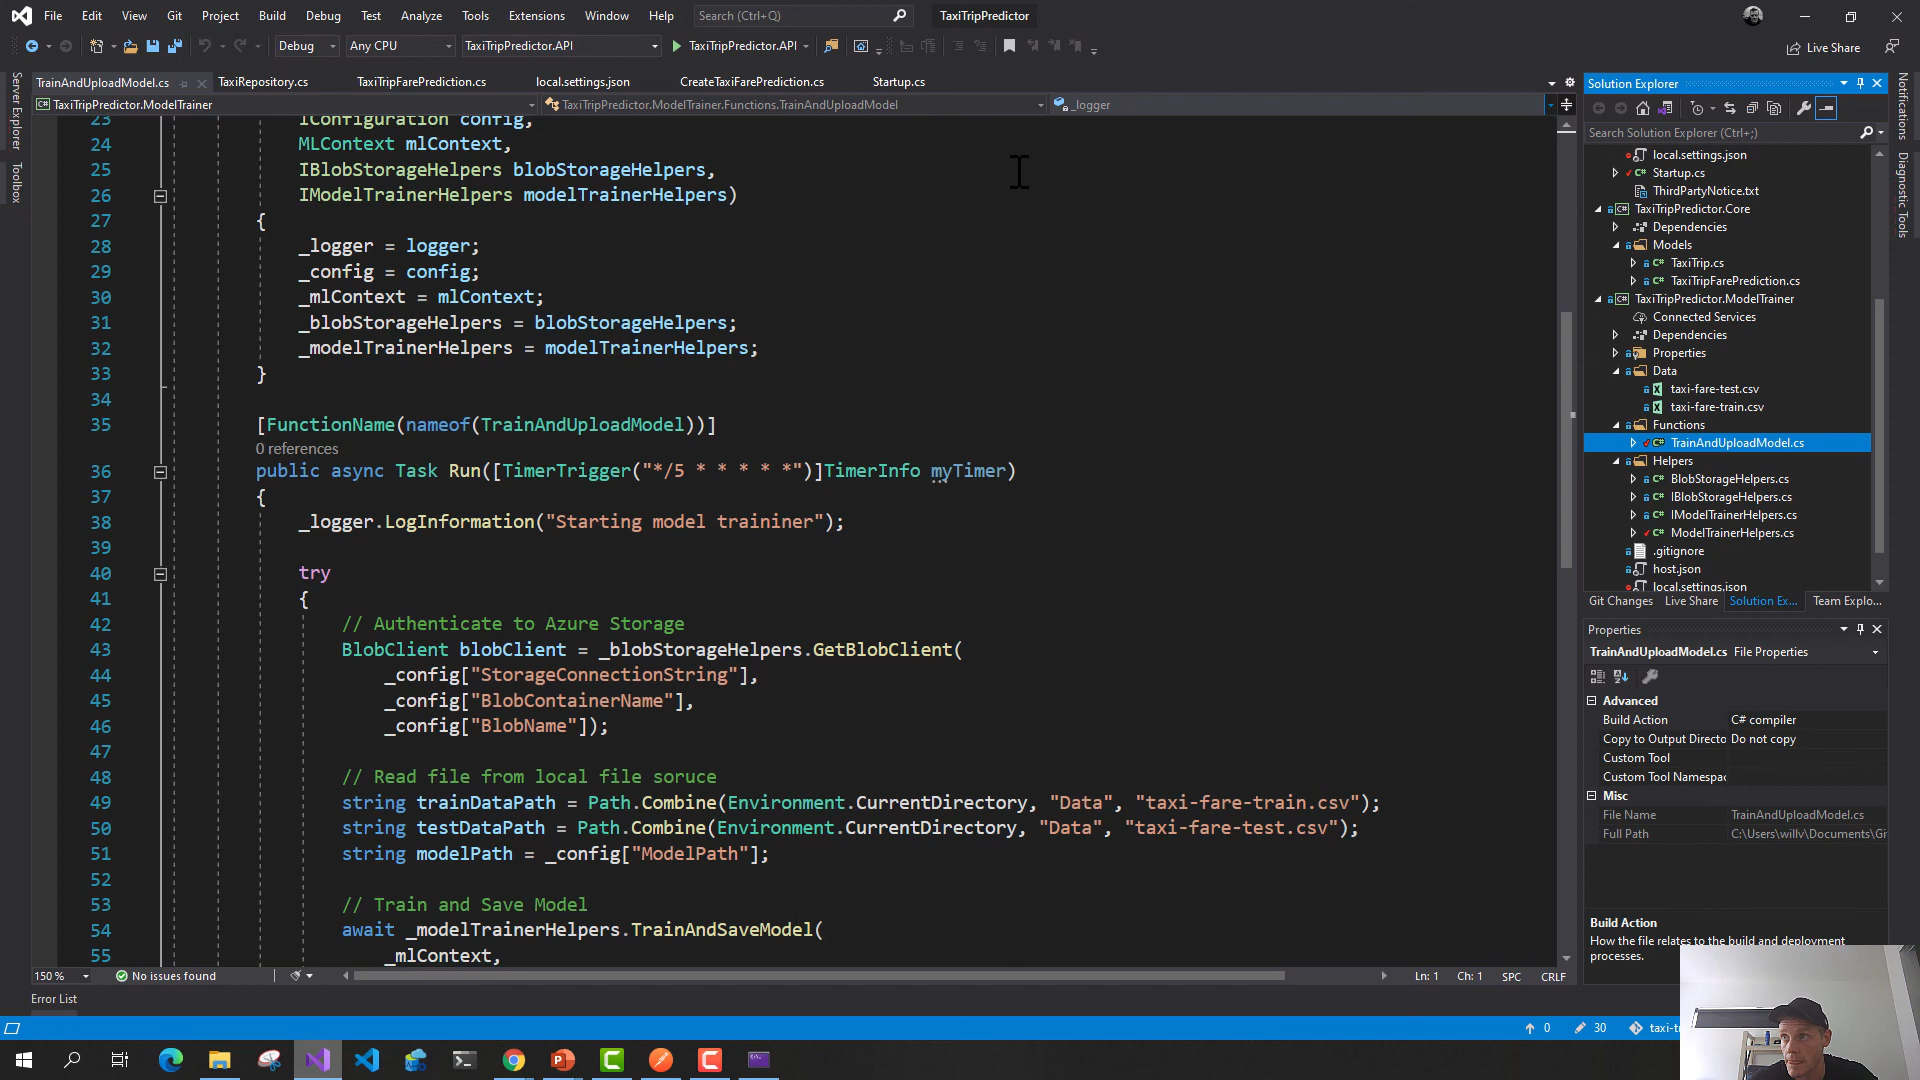 File Edit View Git Project Build Debug Test Analyze Tools Extensions Window Help Search (Ctrl+Q) TaxiTripPredictor
Debug Any CPU TaxiTripPredictor.API TaxiTripPredictor.API Live Share
TrainAndUploadModel.cs TaxiRepository.cs TaxiTripFarePrediction.cs local.settings.json CreateTaxiFarePrediction.cs Startup.cs
TaxiTripPredictor.ModelTrainer TaxiTripPredictor.ModelTrainer.Functions.TrainAndUploadModel _logger
Server Explorer
Toolbox
23 IConfiguration config,
24 MLContext mlContext,
25 IBlobStorageHelpers blobStorageHelpers,
26 IModelTrainerHelpers modelTrainerHelpers)
27 {
28 _logger = logger;
29 _config = config;
30 _mlContext = mlContext;
31 _blobStorageHelpers = blobStorageHelpers;
32 _modelTrainerHelpers = modelTrainerHelpers;
33 }
34
35 [FunctionName(nameof(TrainAndUploadModel))]
0 references
36 public async Task Run([TimerTrigger("*/5 * * * * *")]TimerInfo myTimer)
37 {
38 _logger.LogInformation("Starting model traininer");
39
40 try
41 {
42 // Authenticate to Azure Storage
43 BlobClient blobClient = _blobStorageHelpers.GetBlobClient(
44 _config["StorageConnectionString"],
45 _config["BlobContainerName"],
46 _config["BlobName"]);
47
48 // Read file from local file soruce
49 string trainDataPath = Path.Combine(Environment.CurrentDirectory, "Data", "taxi-fare-train.csv");
50 string testDataPath = Path.Combine(Environment.CurrentDirectory, "Data", "taxi-fare-test.csv");
51 string modelPath = _config["ModelPath"];
52
53 // Train and Save Model
54 await _modelTrainerHelpers.TrainAndSaveModel(
55 _mlContext,
150 % No issues found Ln: 1 Ch: 1 SPC CRLF
Error List
Solution Explorer
Search Solution Explorer (Ctrl+;)
local.settings.json
Startup.cs
ThirdPartyNotice.txt
TaxiTripPredictor.Core
Dependencies
Models
TaxiTrip.cs
TaxiTripFarePrediction.cs
TaxiTripPredictor.ModelTrainer
Connected Services
Dependencies
Properties
Data
taxi-fare-test.csv
taxi-fare-train.csv
Functions
TrainAndUploadModel.cs
Helpers
BlobStorageHelpers.cs
IBlobStorageHelpers.cs
IModelTrainerHelpers.cs
ModelTrainerHelpers.cs
.gitignore
host.json
local.settings.json
Git Changes Live Share Solution Ex... Team Explo...
Properties
TrainAndUploadModel.cs File Properties
Advanced
Build Action C# compiler
Copy to Output Directo Do not copy
Custom Tool
Custom Tool Namespac
Misc
File Name TrainAndUploadModel.cs
Full Path C:\Users\willv\Documents\Gi
Build Action
How the file relates to the build and deployment
processes.
Notifications
Diagnostic Tools
0 30 taxi-t